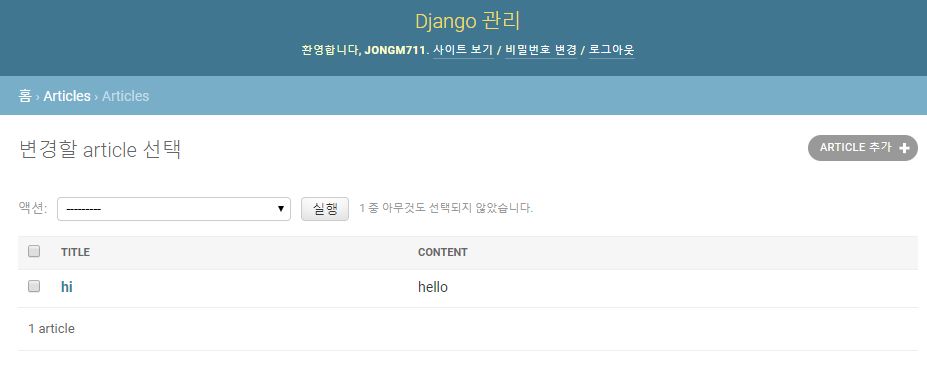 Django 관리
환영합니다, JONGM711. 사이트 보기 / 비밀번호 변경 / 로그아웃
홈 › Articles › Articles
변경할 article 선택
ARTICLE 추가 +
액션: --------- 실행 1 중 아무것도 선택되지 않았습니다.
TITLE CONTENT
hi hello
1 article